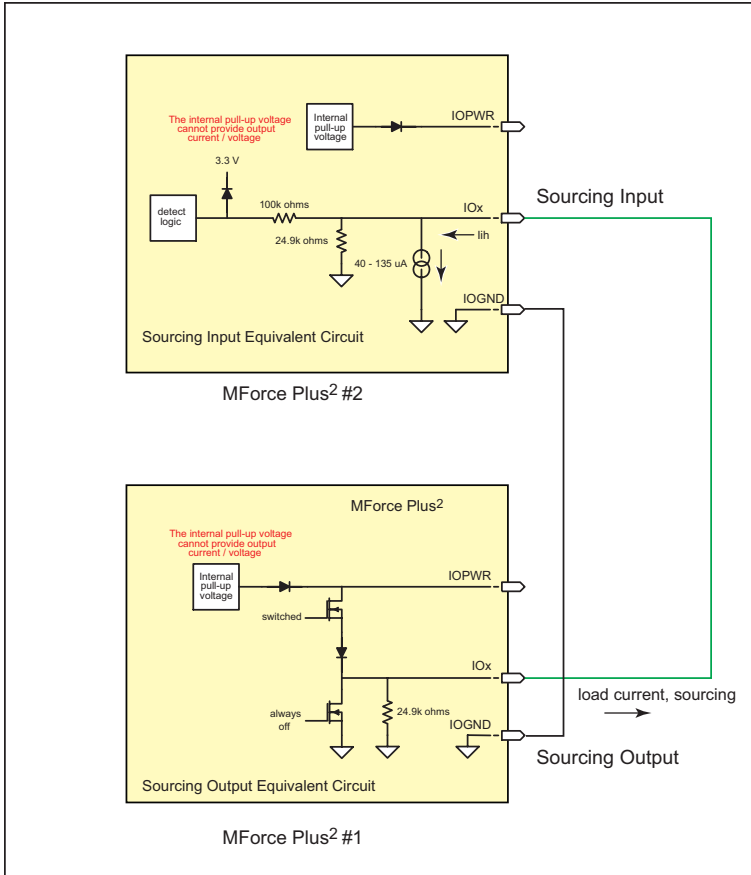 The internal pull-up voltage
cannot provide output
current / voltage
Internal
pull-up
voltage
IOPWR
3.3 V
detect
logic
100k ohms
24.9k ohms
IOx
Iih
40 - 135 uA
IOGND
Sourcing Input
Sourcing Input Equivalent Circuit
MForce Plus² #2
MForce Plus²
The internal pull-up voltage
cannot provide output
current / voltage
Internal
pull-up
voltage
IOPWR
switched
IOx
load current, sourcing
always
off
24.9k ohms
IOGND
Sourcing Output
Sourcing Output Equivalent Circuit
MForce Plus² #1